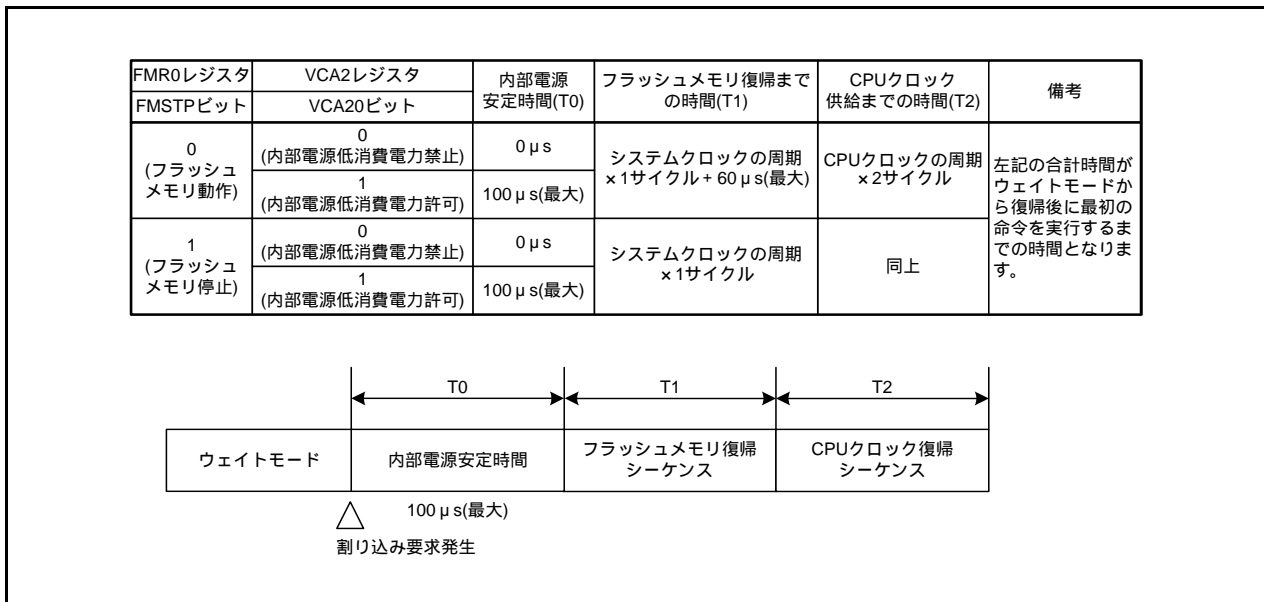 FMR0レジスタ
VCA2レジスタ
内部電源
安定時間(T0)
フラッシュメモリ復帰まで
の時間(T1)
CPUクロック
供給までの時間(T2)
備考
FMSTPビット
VCA20ビット
0
(フラッシュ
メモリ動作)
0
(内部電源低消費電力禁止)
0 μs
システムクロックの周期
×1サイクル + 60 μs(最大)
CPUクロックの周期
×2サイクル
左記の合計時間が
ウェイトモードか
ら復帰後に最初の
命令を実行するま
での時間となりま
す。
1
(内部電源低消費電力許可)
100 μs(最大)
1
(フラッシュ
メモリ停止)
0
(内部電源低消費電力禁止)
0 μs
システムクロックの周期
×1サイクル
同上
1
(内部電源低消費電力許可)
100 μs(最大)
T0
T1
T2
ウェイトモード
内部電源安定時間
フラッシュメモリ復帰
シーケンス
CPUクロック復帰
シーケンス
100 μs(最大)
割り込み要求発生